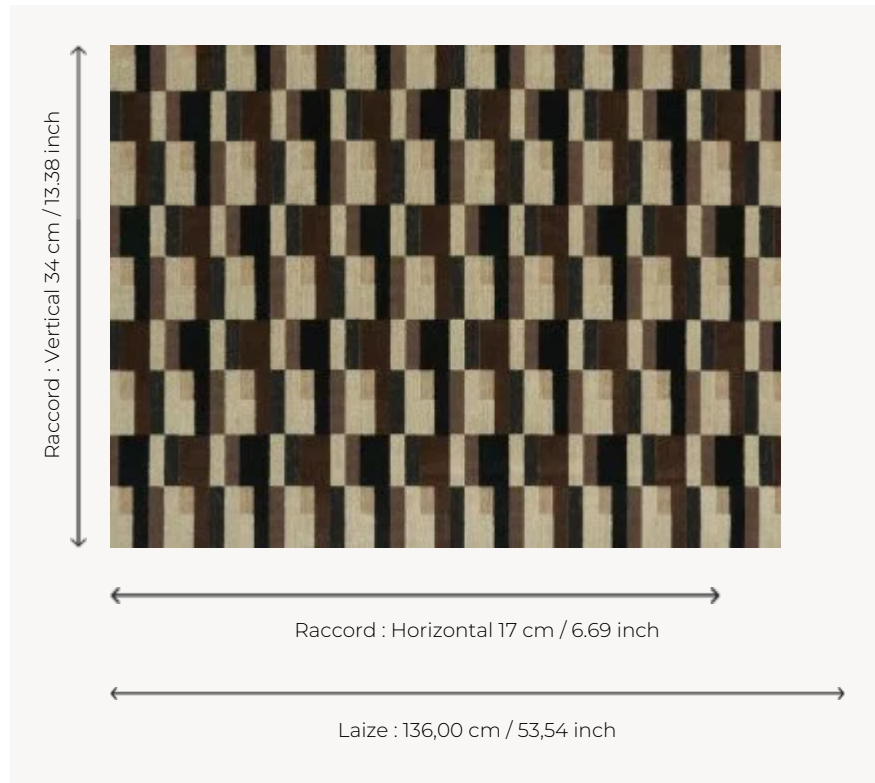 Raccord : Vertical 34 cm / 13.38 inch
Raccord : Horizontal 17 cm / 6.69 inch
Laize : 136,00 cm / 53,54 inch